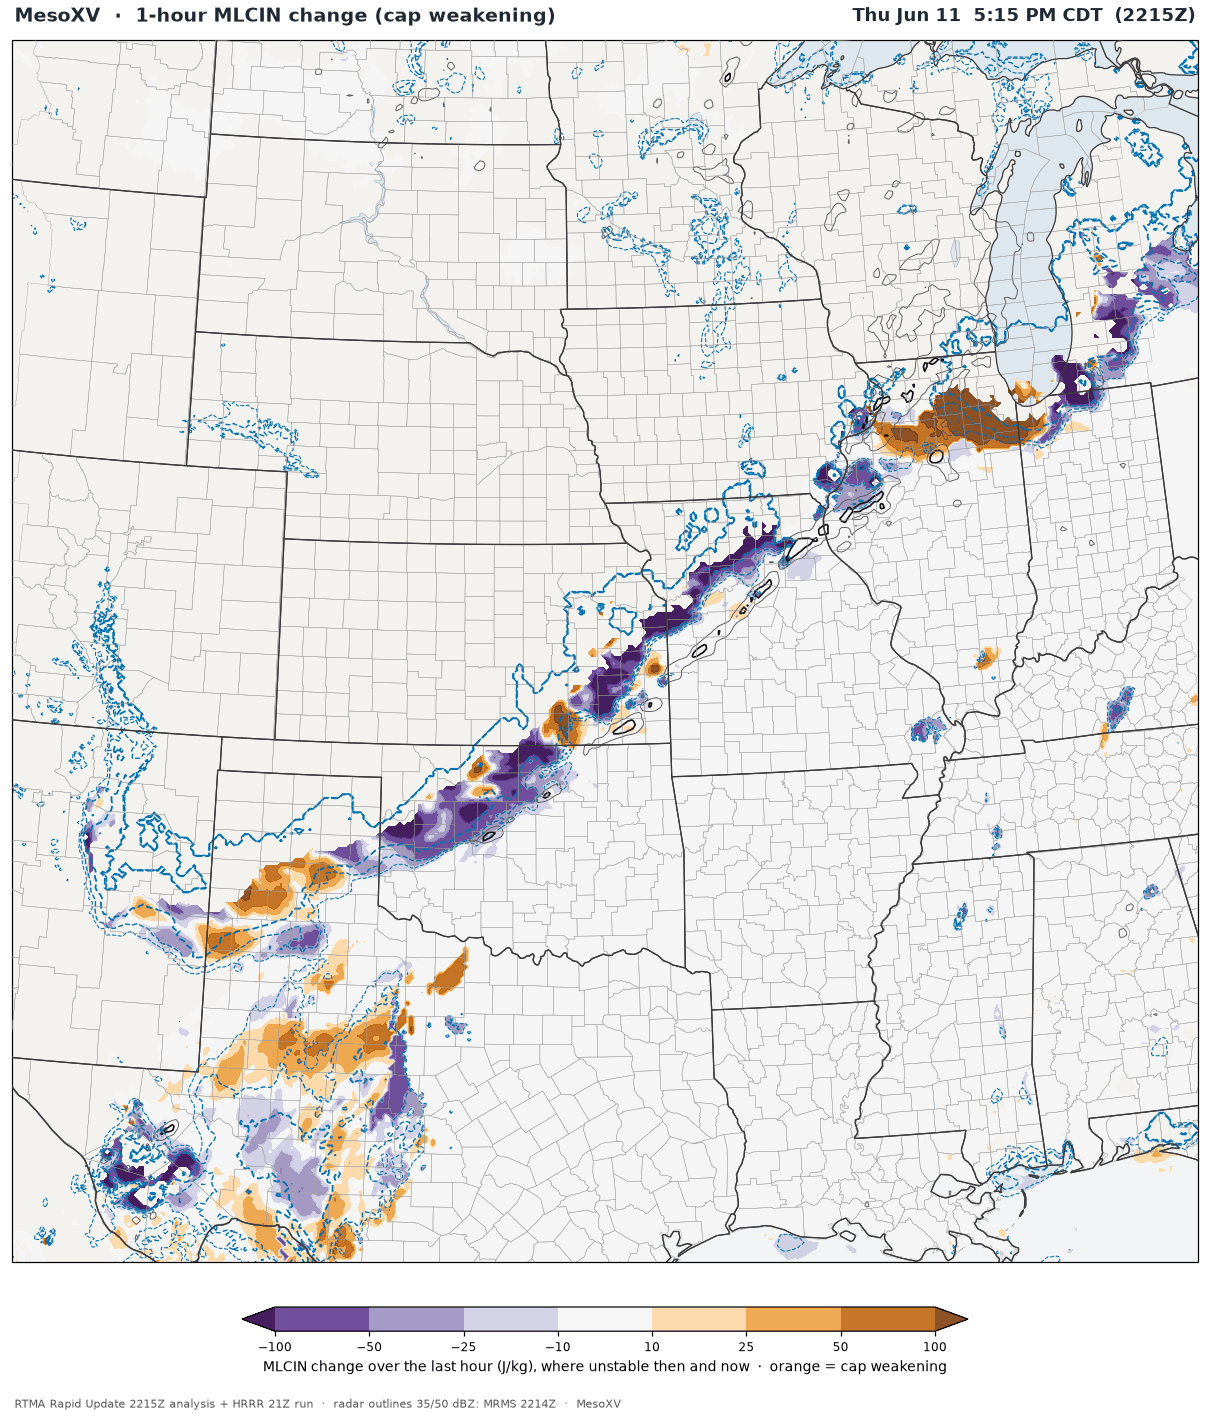 MesoXV · 1-hour MLCIN change (cap weakening)
Thu Jun 11 5:15 PM CDT (2215Z)
−100 −50 −25 −10 10 25 50 100
MLCIN change over the last hour (J/kg), where unstable then and now · orange = cap weakening
RTMA Rapid Update 2215Z analysis + HRRR 21Z run · radar outlines 35/50 dBZ: MRMS 2214Z · MesoXV